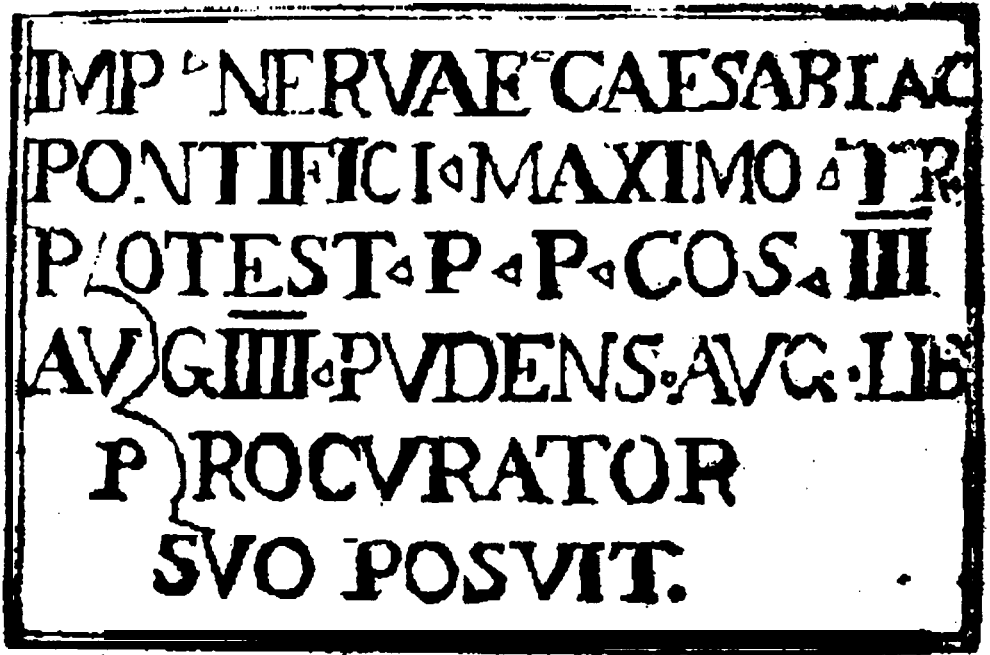 IMP ▹ NERVAE CAESARI AC
PONTIFICI ◃ MAXIMO ◃ TR
POTEST ◃ P ◃ P ◃ COS ◃ III
AVG IIII ◃ PVDENS · AVG · LIB
PROCVRATOR
SVO POSVIT.